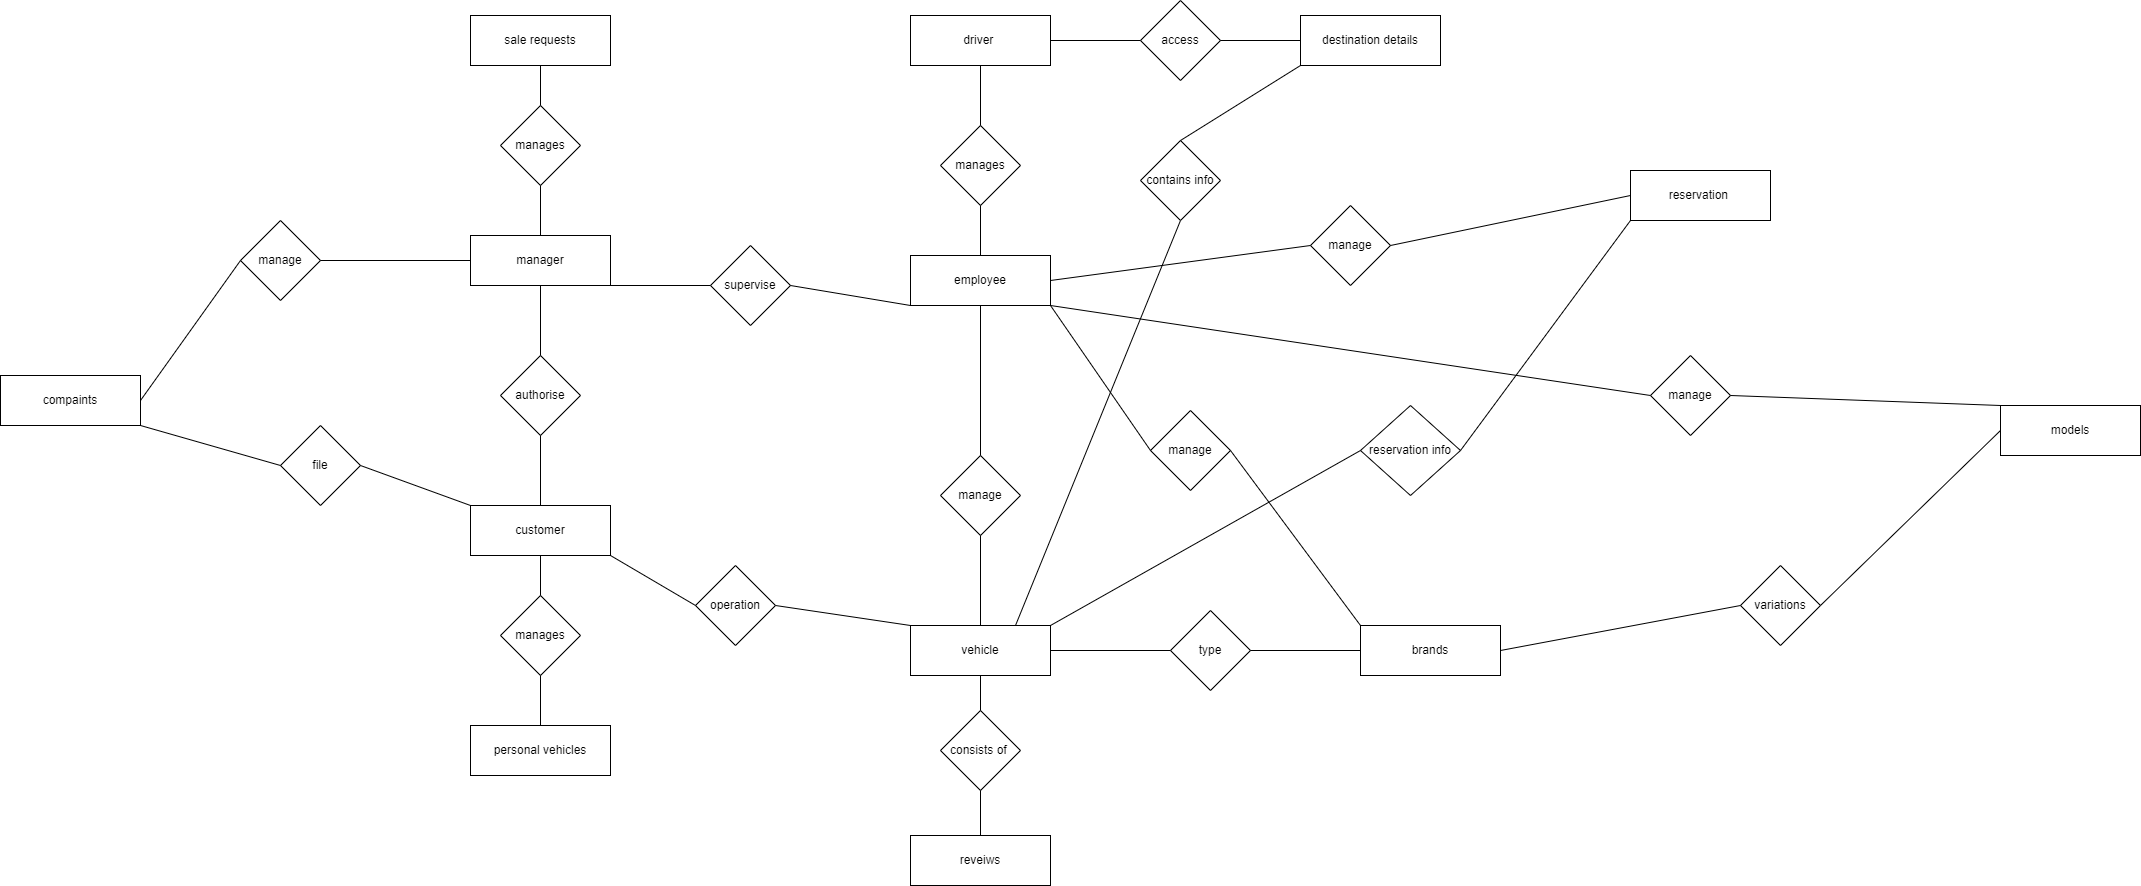 sale requests
driver
access
destination details
manages
manages
contains info
reservation
manage
manager
supervise
employee
manage
compaints
authorise
manage
models
file
manage
reservation info
manage
customer
operation
variations
manages
vehicle
type
brands
personal vehicles
consists of
reveiws